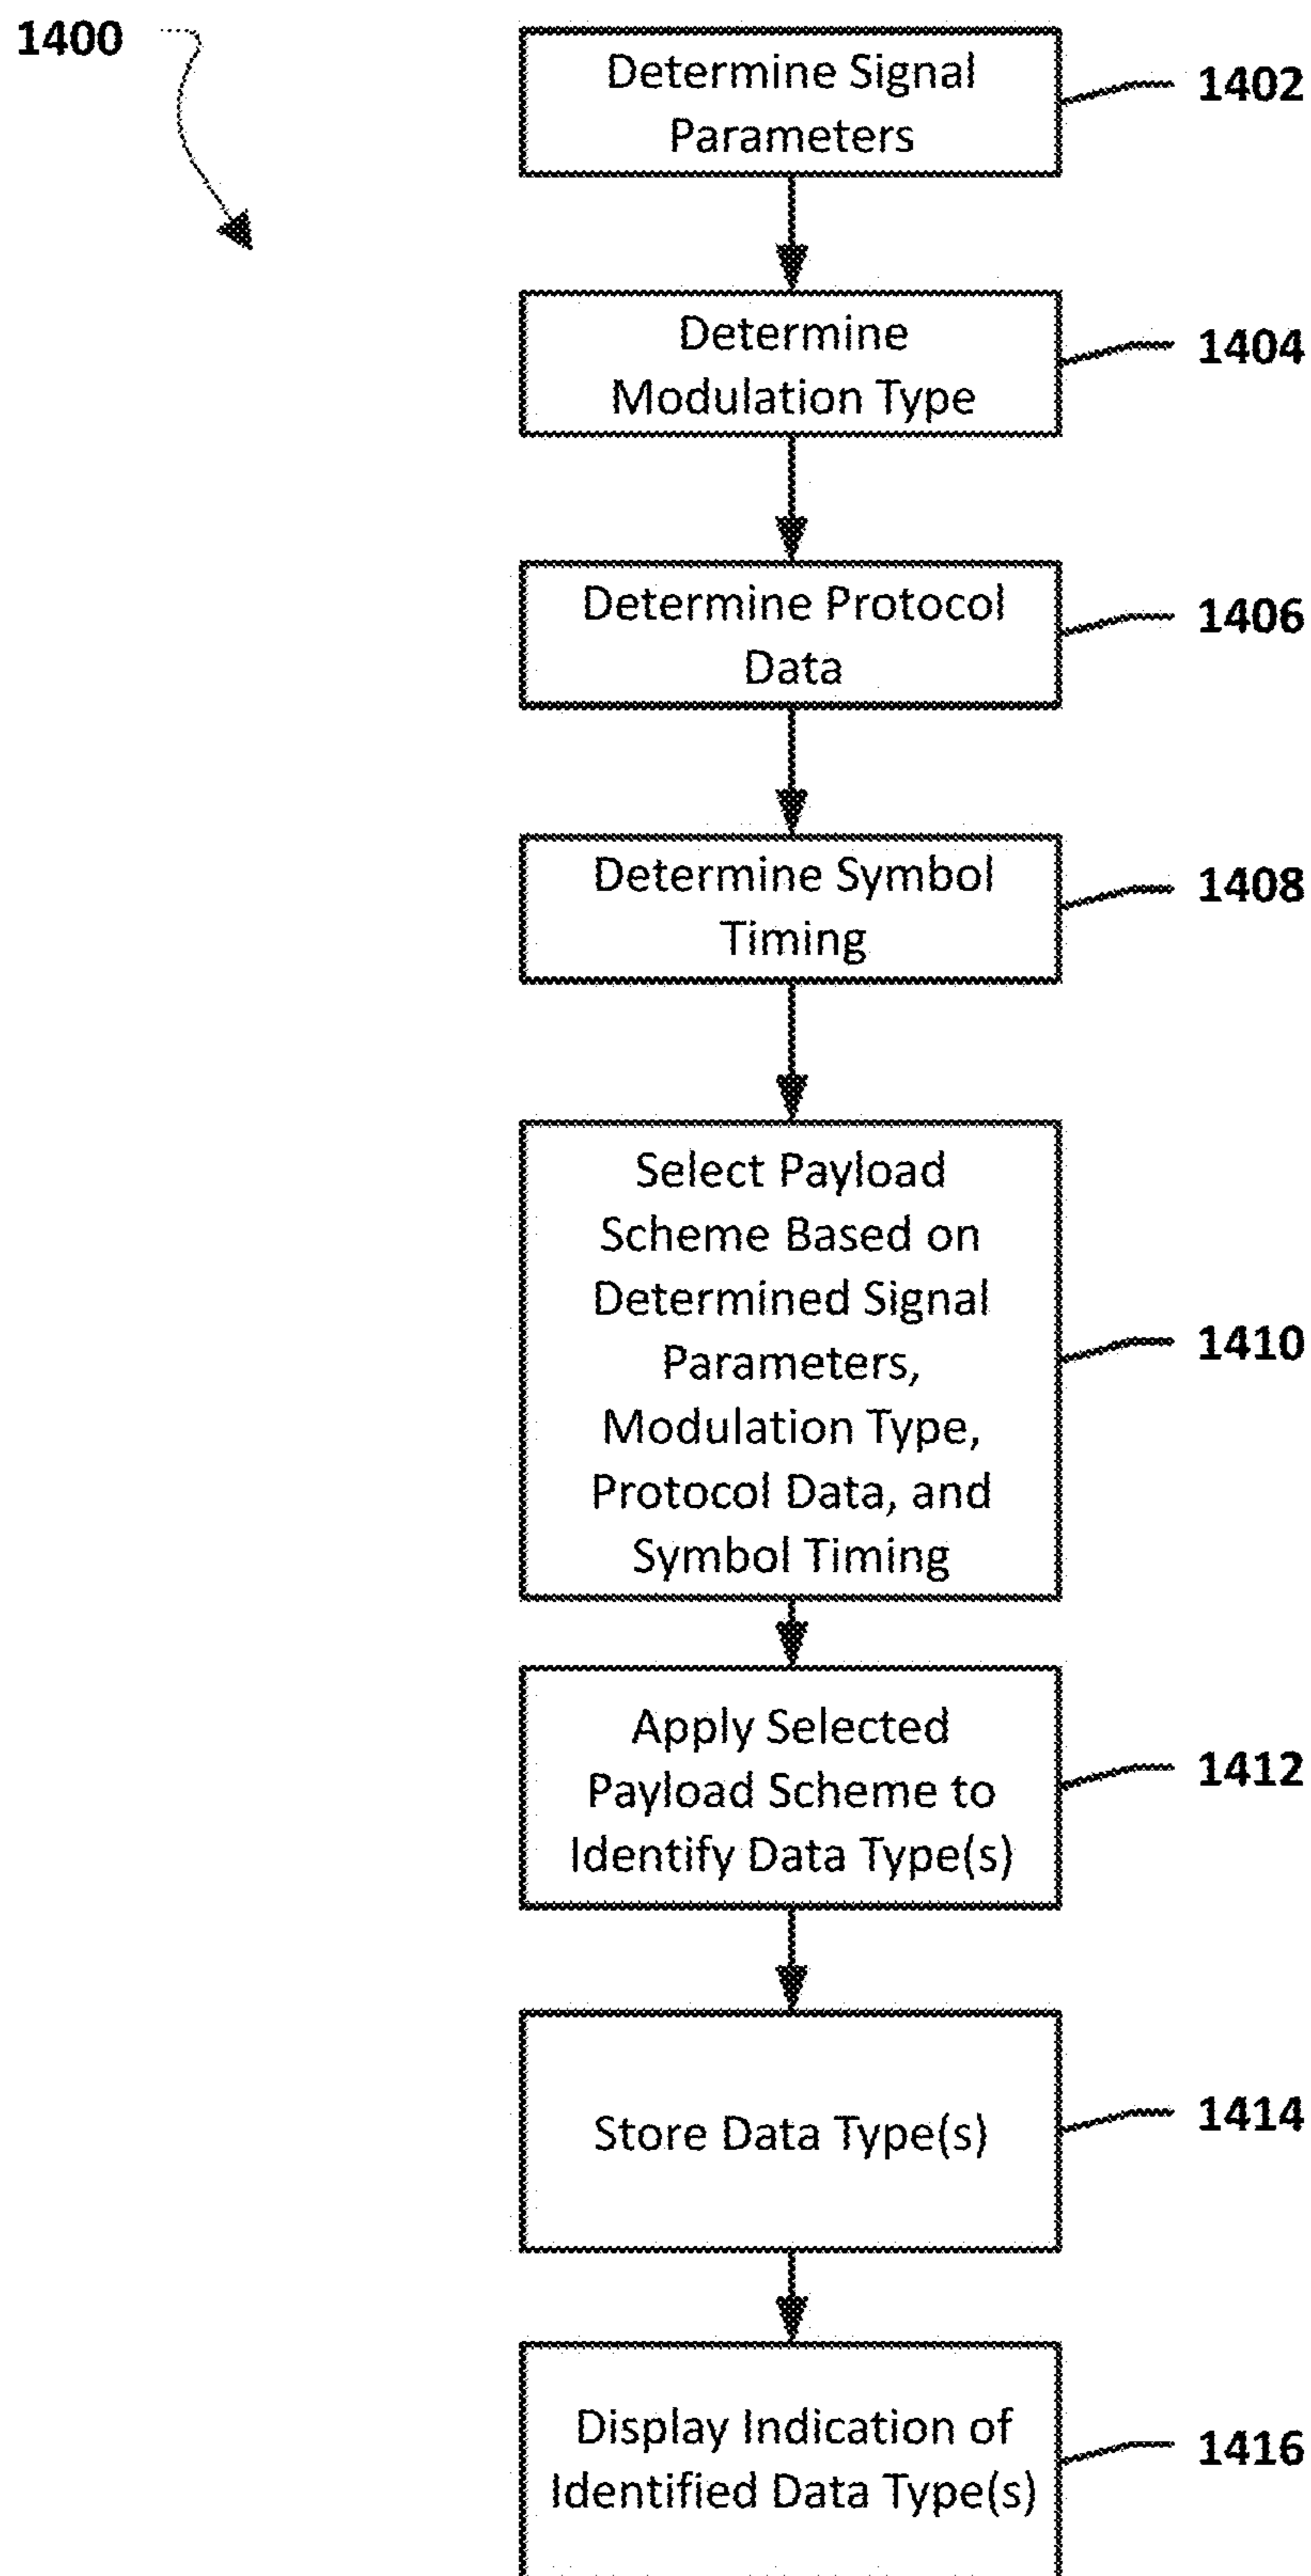 1400
Determine Signal
Parameters
1402
Determine
Modulation Type
1404
Determine Protocol
Data
1406
Determine Symbol
Timing
1408
Select Payload
Scheme Based on
Determined Signal
Parameters,
Modulation Type,
Protocol Data, and
Symbol Timing
1410
Apply Selected
Payload Scheme to
Identify Data Type(s)
1412
Store Data Type(s)
1414
Display Indication of
Identified Data Type(s)
1416